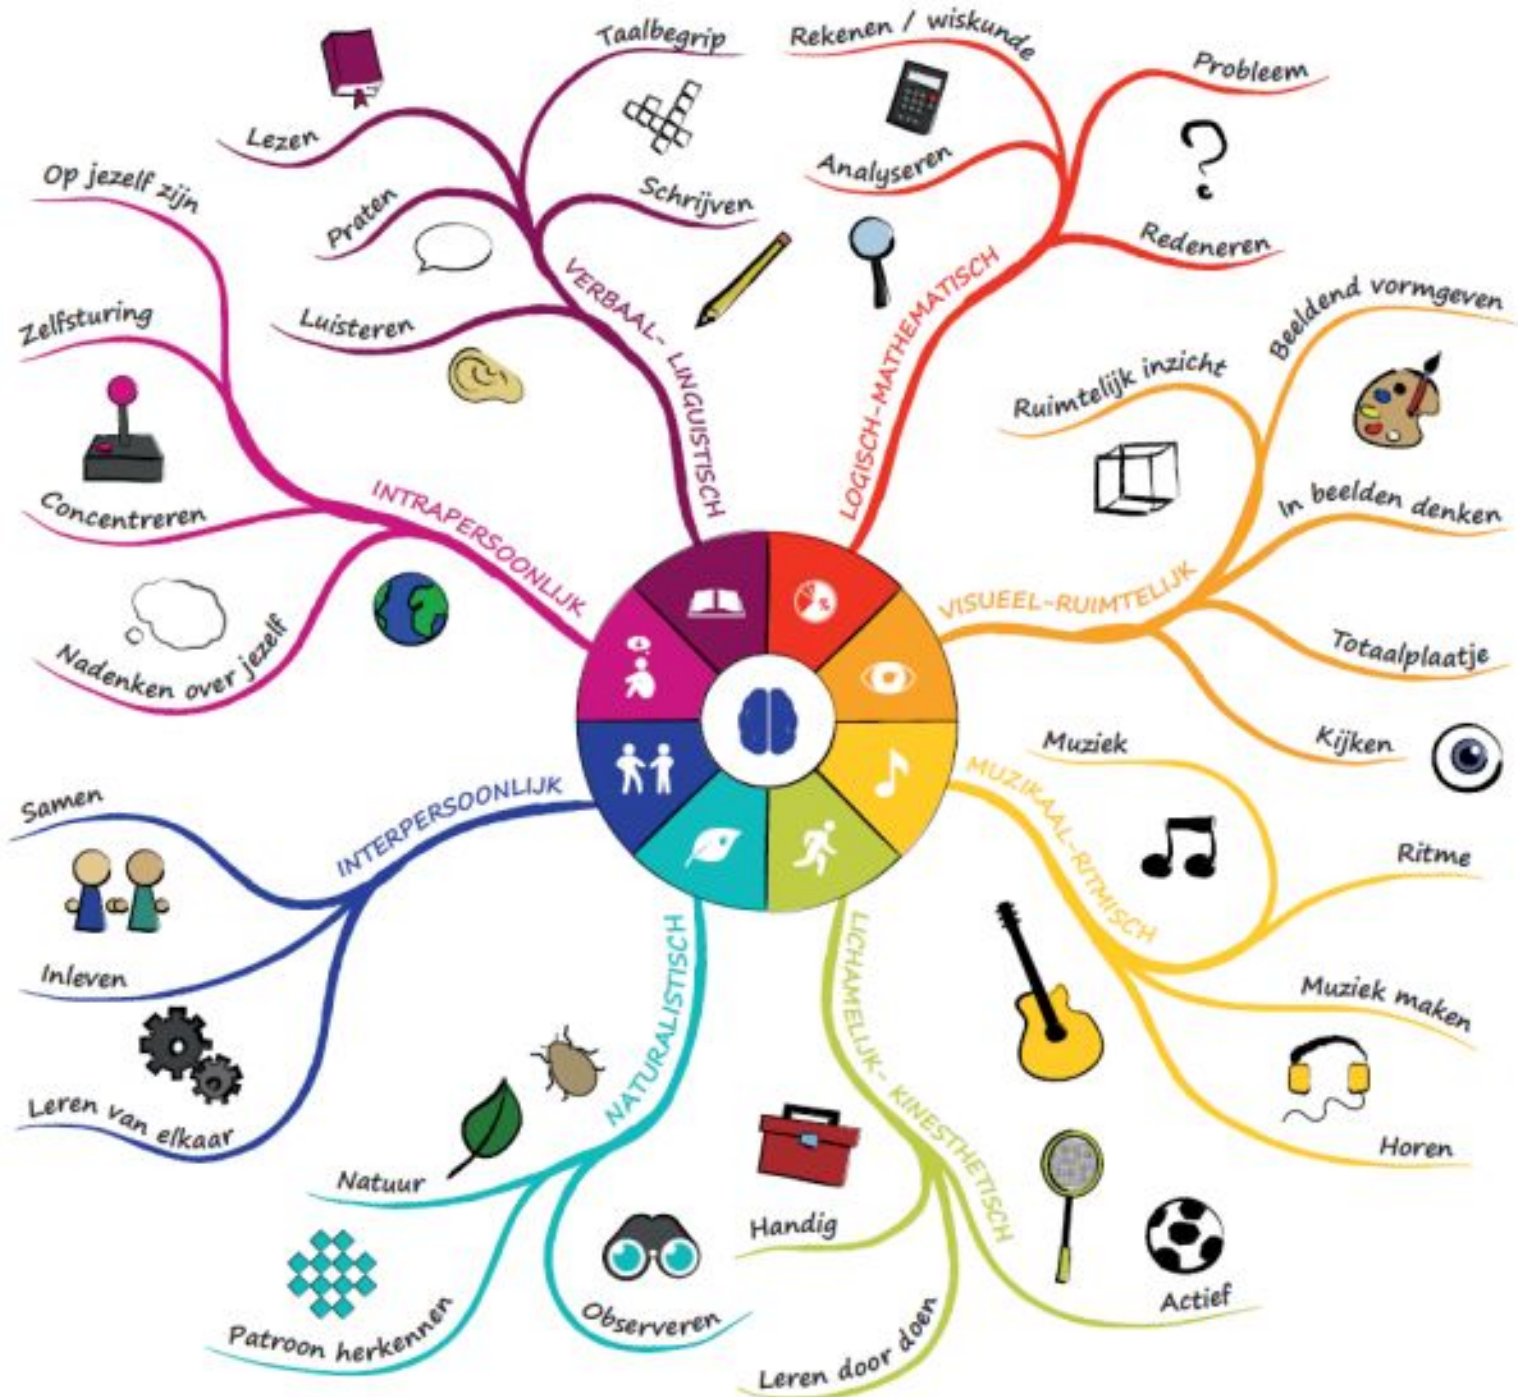 Taalbegrip
Lezen
Praten
Schrijven
Luisteren
VERBAAL- LINGUISTISCH
Rekenen / wiskunde
Probleem
Analyseren
Redeneren
LOGISCH-MATHEMATISCH
Beeldend vormgeven
Ruimtelijk inzicht
In beelden denken
VISUEEL-RUIMTELIJK
Totaalplaatje
Kijken
Muziek
MUZIKAAL-RITMISCH
Ritme
Muziek maken
Horen
LICHAMELIJK- KINESTHETISCH
Handig
Actief
Leren door doen
NATURALISTISCH
Natuur
Observeren
Patroon herkennen
INTERPERSOONLIJK
Samen
Inleven
Leren van elkaar
INTRAPERSOONLIJK
Op jezelf zijn
Zelfsturing
Concentreren
Nadenken over jezelf